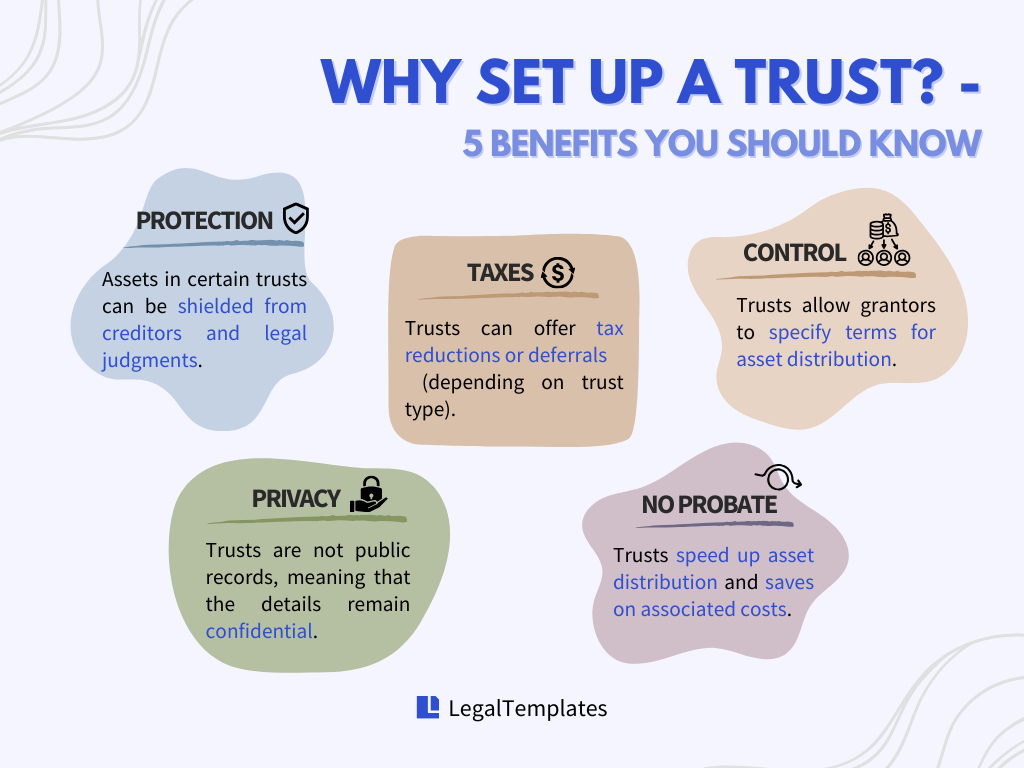 WHY SET UP A TRUST? -
5 BENEFITS YOU SHOULD KNOW
PROTECTION
Assets in certain trusts
can be shielded from
creditors and legal
judgments.
TAXES
Trusts can offer tax
reductions or deferrals
(depending on trust
type).
CONTROL
Trusts allow grantors
to specify terms for
asset distribution.
PRIVACY
Trusts are not public
records, meaning that
the details remain
confidential.
NO PROBATE
Trusts speed up asset
distribution and saves
on associated costs.
LegalTemplates